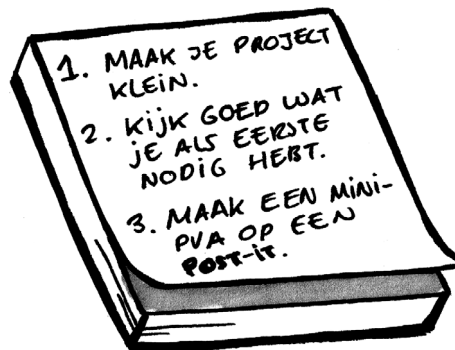 1. MAAK JE PROJECT
KLEIN.
2. KIJK GOED WAT
JE ALS EERSTE
NODIG HEBT.
3. MAAK EEN MINI-
PVA OP EEN
POST-IT.